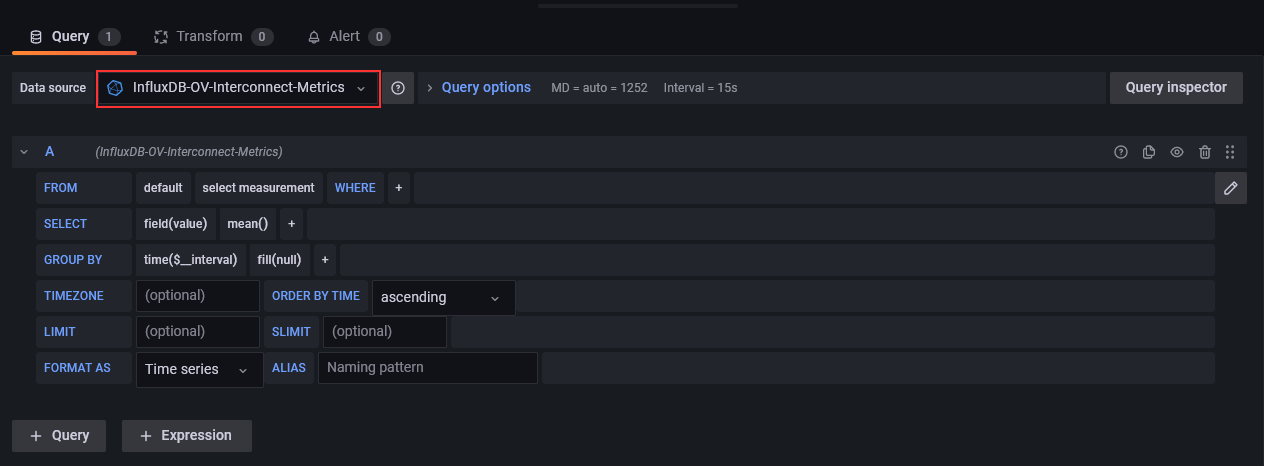 Query 1 Transform 0 Alert 0
Data source InfluxDB-OV-Interconnect-Metrics Query options MD = auto = 1252 Interval = 15s Query inspector
A (InfluxDB-OV-Interconnect-Metrics)
FROM default select measurement WHERE +
SELECT field(value) mean() +
GROUP BY time($__interval) fill(null) +
TIMEZONE (optional) ORDER BY TIME ascending
LIMIT (optional) SLIMIT (optional)
FORMAT AS Time series ALIAS Naming pattern
+ Query + Expression